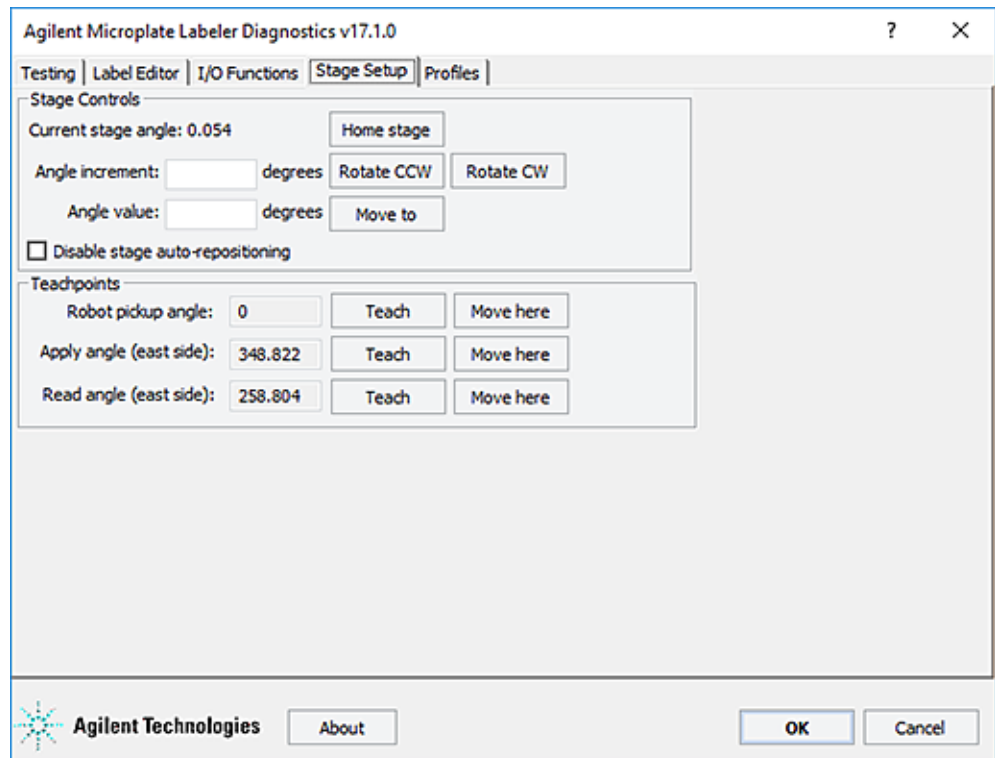 Agilent Microplate Labeler Diagnostics v17.1.0 ?
Testing Label Editor I/O Functions Stage Setup Profiles
Stage Controls
Current stage angle: 0.054 Home stage
Angle increment: degrees Rotate CCW Rotate CW
Angle value: degrees Move to
Disable stage auto-repositioning
Teachpoints
Robot pickup angle: 0 Teach Move here
Apply angle (east side): 348.822 Teach Move here
Read angle (east side): 258.804 Teach Move here
Agilent Technologies About OK Cancel